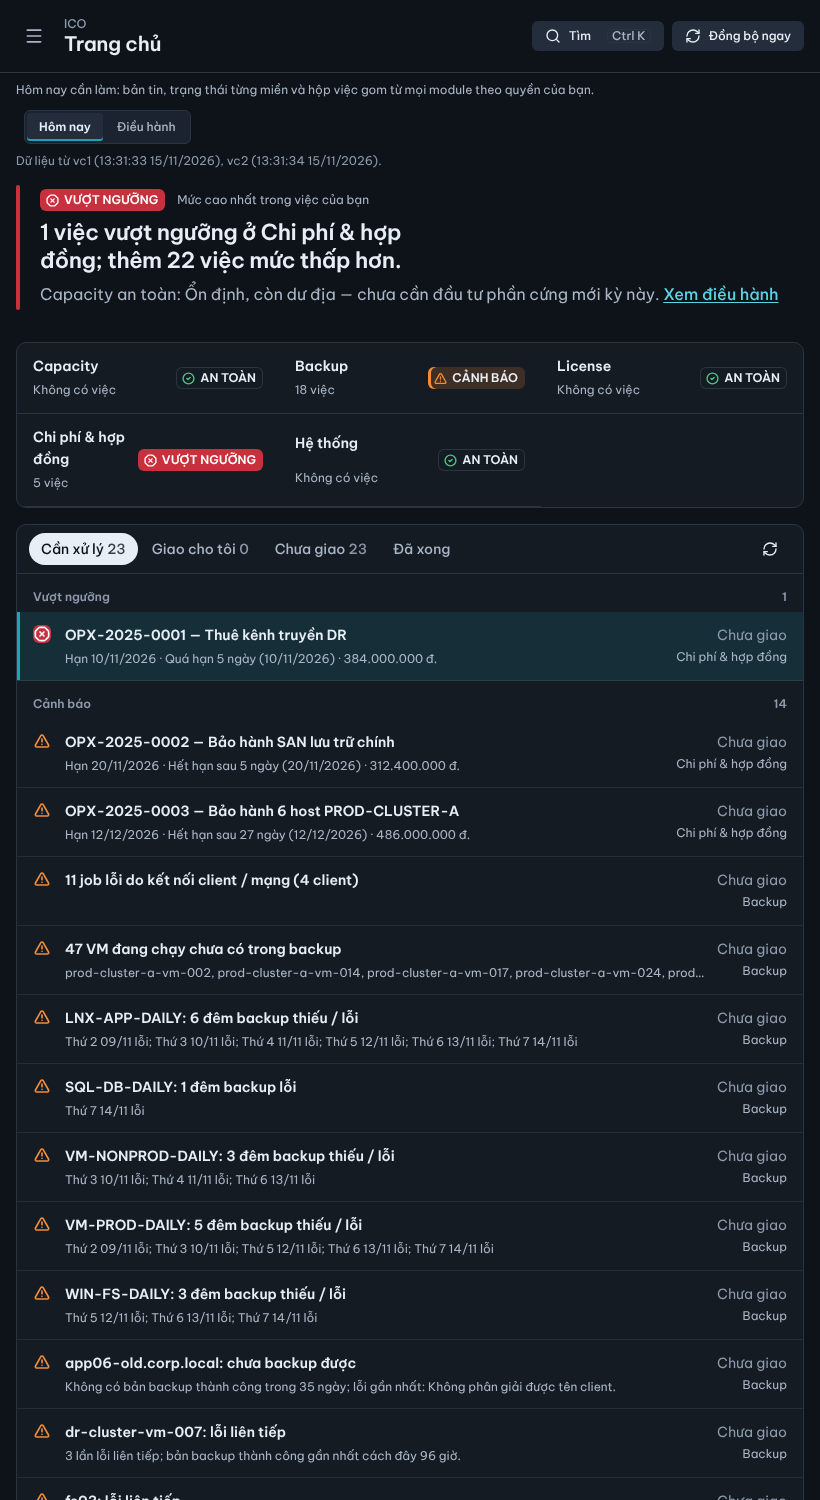 ICO
Trang chủ
Tìm Ctrl K
Đồng bộ ngay
Hôm nay cần làm: bản tin, trạng thái từng miền và hộp việc gom từ mọi module theo quyền của bạn.
Hôm nay Điều hành
Dữ liệu từ vc1 (13:31:33 15/11/2026), vc2 (13:31:34 15/11/2026).
VƯỢT NGƯỠNG Mức cao nhất trong việc của bạn
1 việc vượt ngưỡng ở Chi phí & hợp
đồng; thêm 22 việc mức thấp hơn.
Capacity an toàn: Ổn định, còn dư địa — chưa cần đầu tư phần cứng mới kỳ này. Xem điều hành
Capacity
Không có việc
AN TOÀN
Backup
18 việc
CẢNH BÁO
License
Không có việc
AN TOÀN
Chi phí & hợp
đồng
5 việc
VƯỢT NGƯỠNG
Hệ thống
Không có việc
AN TOÀN
Cần xử lý 23 Giao cho tôi 0 Chưa giao 23 Đã xong
Vượt ngưỡng 1
OPX-2025-0001 — Thuê kênh truyền DR Chưa giao
Hạn 10/11/2026 · Quá hạn 5 ngày (10/11/2026) · 384.000.000 đ. Chi phí & hợp đồng
Cảnh báo 14
OPX-2025-0002 — Bảo hành SAN lưu trữ chính Chưa giao
Hạn 20/11/2026 · Hết hạn sau 5 ngày (20/11/2026) · 312.400.000 đ. Chi phí & hợp đồng
OPX-2025-0003 — Bảo hành 6 host PROD-CLUSTER-A Chưa giao
Hạn 12/12/2026 · Hết hạn sau 27 ngày (12/12/2026) · 486.000.000 đ. Chi phí & hợp đồng
11 job lỗi do kết nối client / mạng (4 client) Chưa giao
Backup
47 VM đang chạy chưa có trong backup Chưa giao
prod-cluster-a-vm-002, prod-cluster-a-vm-014, prod-cluster-a-vm-017, prod-cluster-a-vm-024, prod... Backup
LNX-APP-DAILY: 6 đêm backup thiếu / lỗi Chưa giao
Thứ 2 09/11 lỗi; Thứ 3 10/11 lỗi; Thứ 4 11/11 lỗi; Thứ 5 12/11 lỗi; Thứ 6 13/11 lỗi; Thứ 7 14/11 lỗi Backup
SQL-DB-DAILY: 1 đêm backup lỗi Chưa giao
Thứ 7 14/11 lỗi Backup
VM-NONPROD-DAILY: 3 đêm backup thiếu / lỗi Chưa giao
Thứ 3 10/11 lỗi; Thứ 4 11/11 lỗi; Thứ 6 13/11 lỗi Backup
VM-PROD-DAILY: 5 đêm backup thiếu / lỗi Chưa giao
Thứ 2 09/11 lỗi; Thứ 3 10/11 lỗi; Thứ 5 12/11 lỗi; Thứ 6 13/11 lỗi; Thứ 7 14/11 lỗi Backup
WIN-FS-DAILY: 3 đêm backup thiếu / lỗi Chưa giao
Thứ 5 12/11 lỗi; Thứ 6 13/11 lỗi; Thứ 7 14/11 lỗi Backup
app06-old.corp.local: chưa backup được Chưa giao
Không có bản backup thành công trong 35 ngày; lỗi gần nhất: Không phân giải được tên client. Backup
dr-cluster-vm-007: lỗi liên tiếp Chưa giao
3 lần lỗi liên tiếp; bản backup thành công gần nhất cách đây 96 giờ. Backup